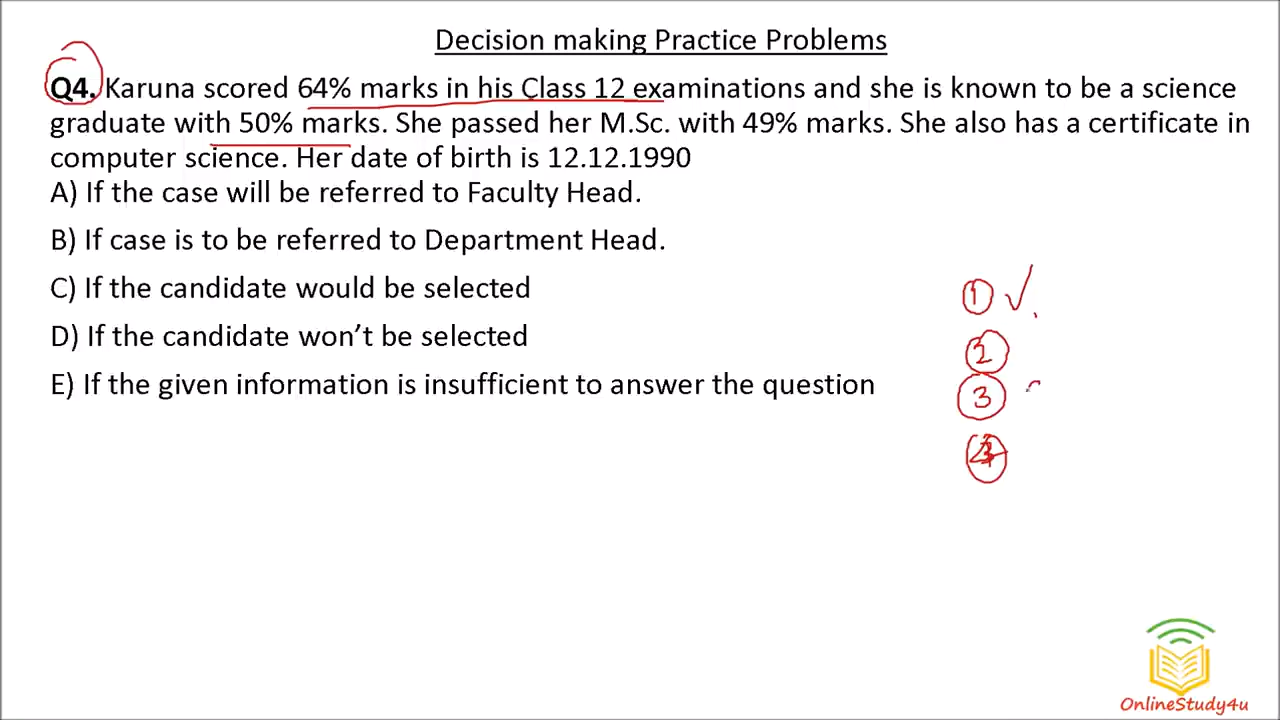 Decision making Practice Problems
Q4. Karuna scored 64% marks in his Class 12 examinations and she is known to be a science
graduate with 50% marks. She passed her M.Sc. with 49% marks. She also has a certificate in
computer science. Her date of birth is 12.12.1990
A) If the case will be referred to Faculty Head.
B) If case is to be referred to Department Head.
C) If the candidate would be selected
D) If the candidate won’t be selected
E) If the given information is insufficient to answer the question
1 ✓
2
3
OnlineStudy4u